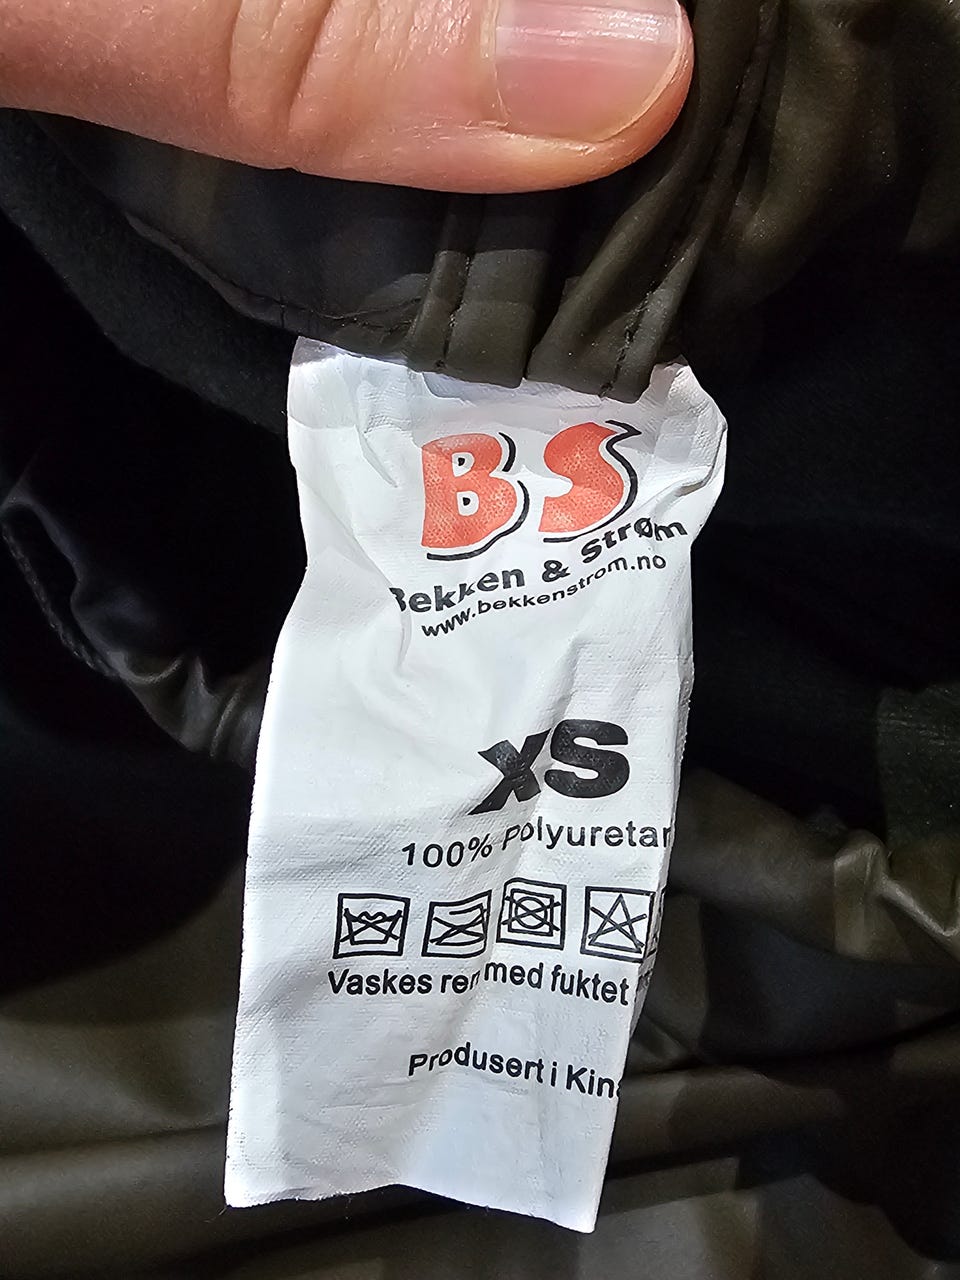 BS
Bekken & Strøm
www.bekkenstrom.no
XS
100% Polyuretan
Vaskes ren med fuktet
Produsert i Kina